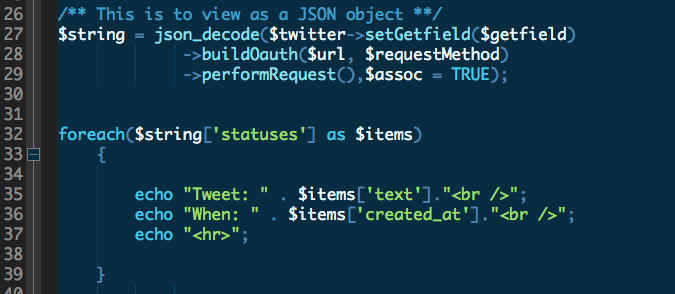 26 /** This is to view as a JSON object **/
27 $string = json_decode($twitter->setGetfield($getfield)
28 ->buildOauth($url, $requestMethod)
29 ->performRequest(),$assoc = TRUE);
30
31
32 foreach($string['statuses'] as $items)
33 {
34
35 echo "Tweet: " . $items['text']."<br />";
36 echo "When: " . $items['created_at']."<br />";
37 echo "<hr>";
38
39 }
40